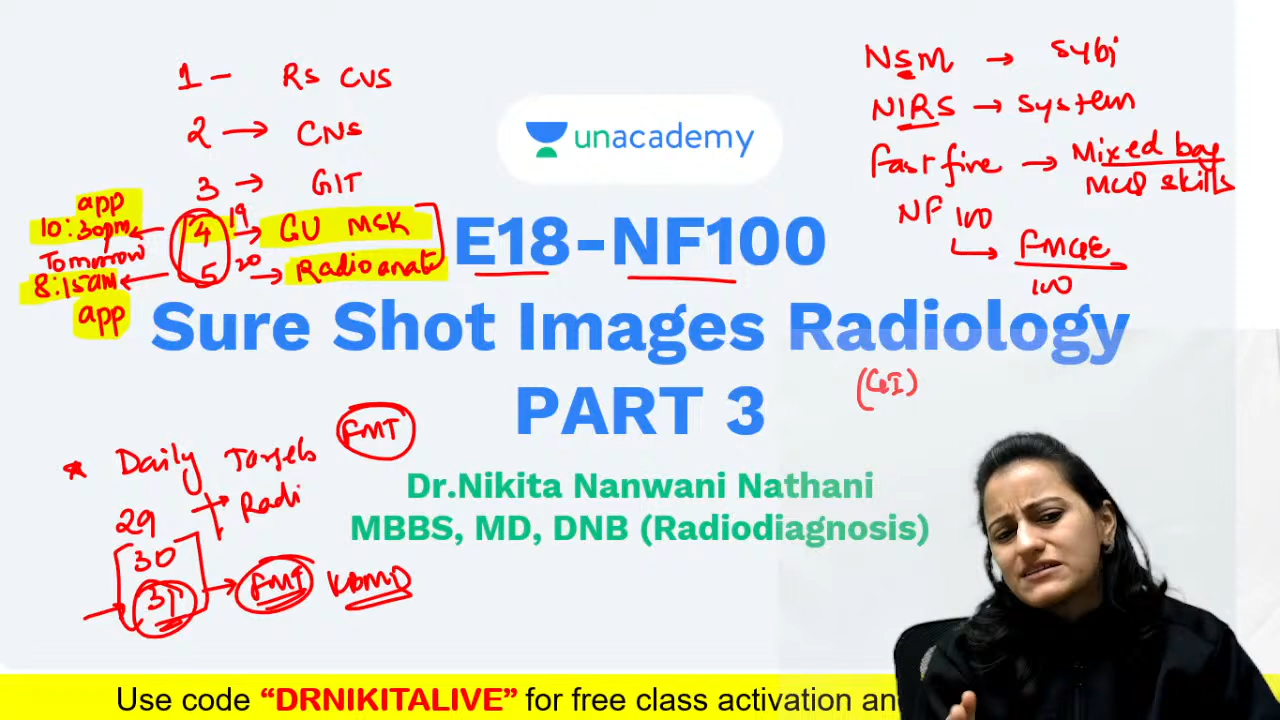 1 - RS CVS
2 → CNS
3 → GIT
app
10:30pm ← 4 19 → GU MSK
Tomorrow
8:15am ← 5 20 → Radioanat
app
NSM → Sybj
NIRS → System
Fast fire → Mixed bag
MCQ skills
NF 100
FMGE
100
unacademy
E18-NF100
Sure Shot Images Radiology
PART 3
(GI)
Dr.Nikita Nanwani Nathani
MBBS, MD, DNB (Radiodiagnosis)
* Daily Targets FMT
29 → Radi
30
31 → FMT
Use code “DRNIKITALIVE” for free class activation an